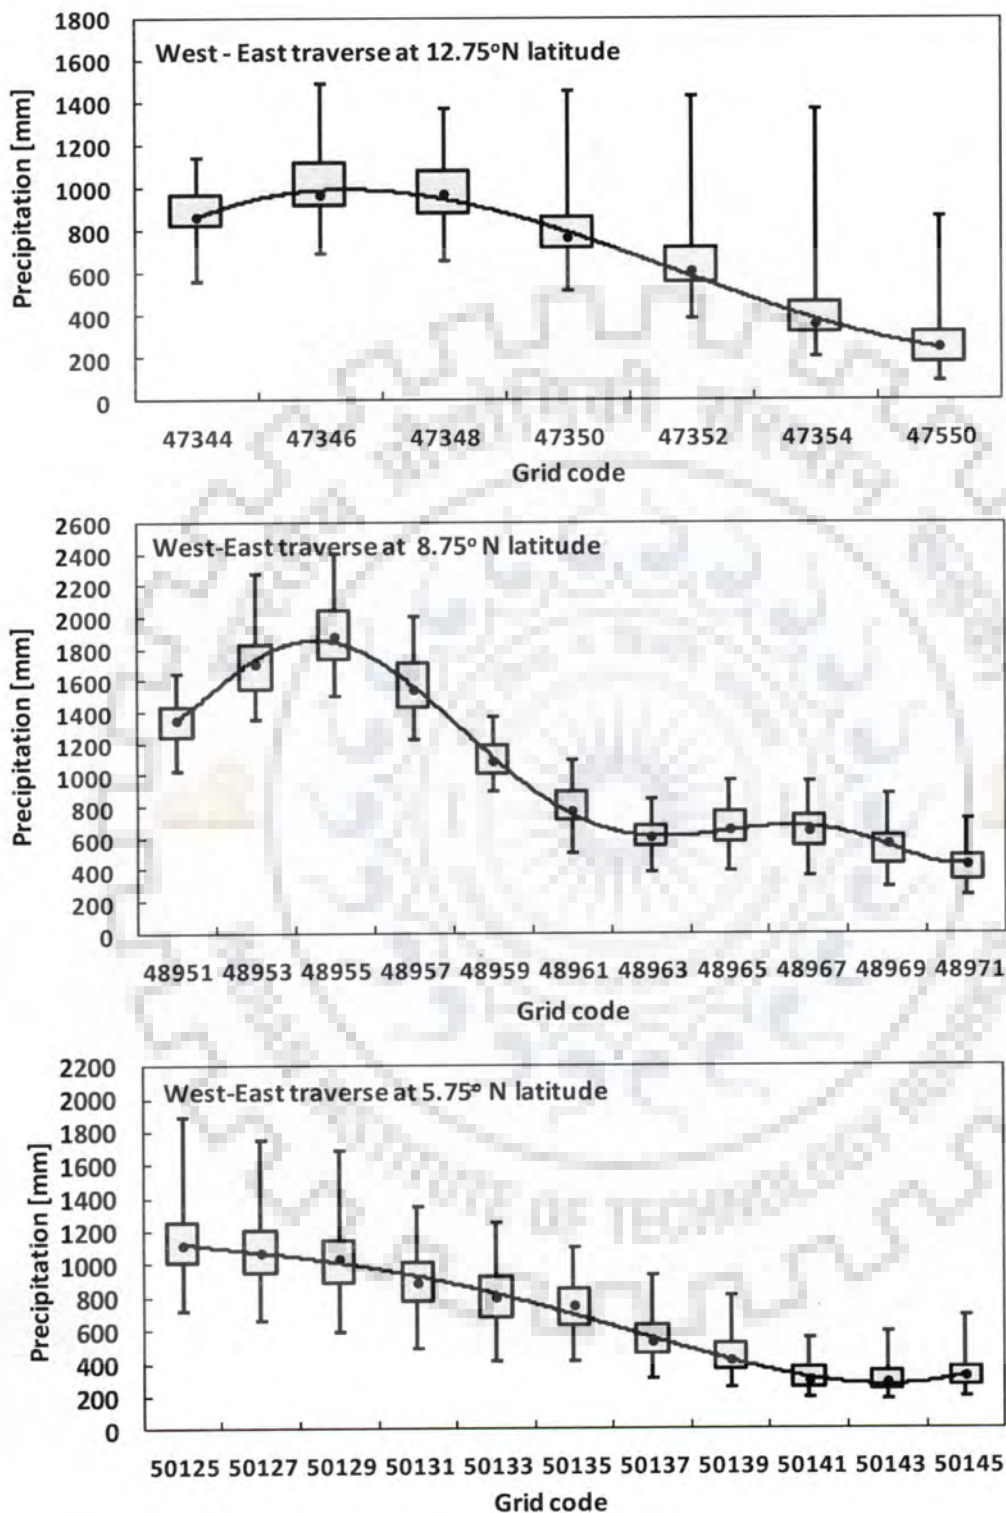 1800
1600
1400
1200
1000
800
600
400
200
0
Precipitation [mm]
West - East traverse at 12.75°N latitude
47344 47346 47348 47350 47352 47354 47550
Grid code
2600
2400
2200
2000
1800
1600
1400
1200
1000
800
600
400
200
0
Precipitation [mm]
West-East traverse at 8.75° N latitude
48951 48953 48955 48957 48959 48961 48963 48965 48967 48969 48971
Grid code
2200
2000
1800
1600
1400
1200
1000
800
600
400
200
0
Precipitation [mm]
West-East traverse at 5.75° N latitude
50125 50127 50129 50131 50133 50135 50137 50139 50141 50143 50145
Grid code
OF TECHNOLOGY